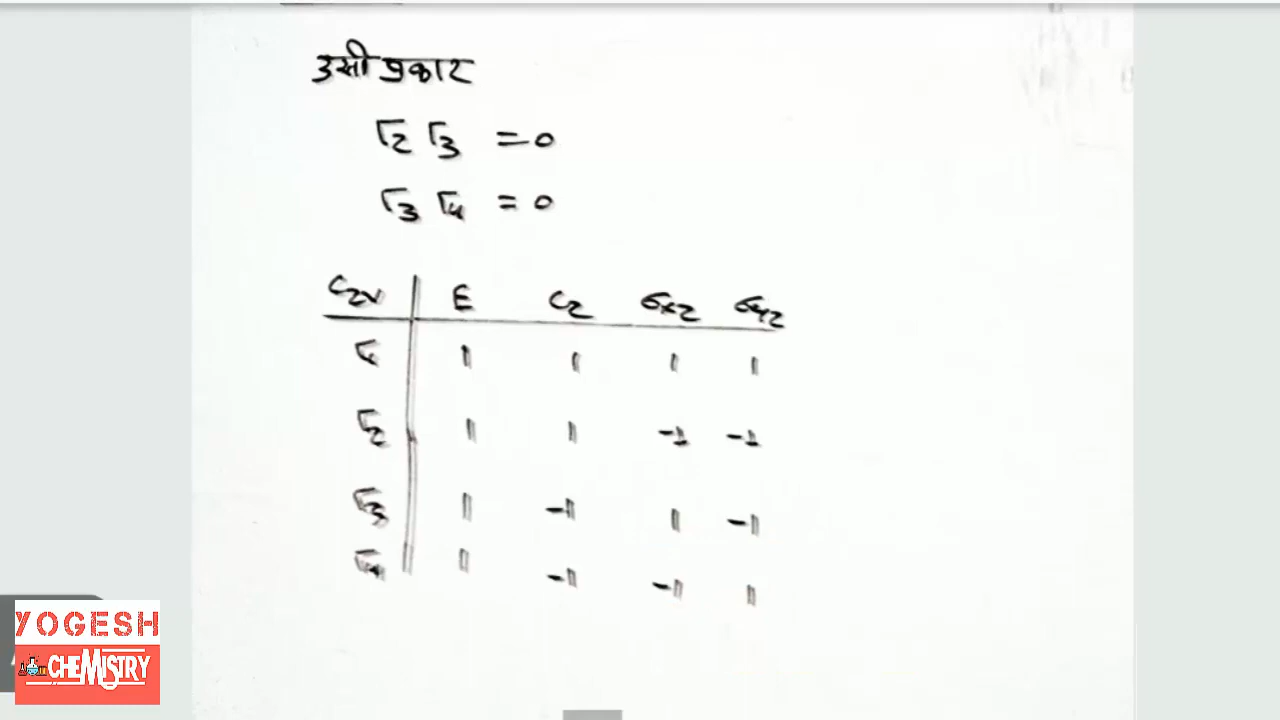 उसी प्रकार
Γ2 Γ3 = 0
Γ3 Γ4 = 0
C2v E C2 σxz σyz
Γ1 1 1 1 1
Γ2 1 1 -1 -1
Γ3 1 -1 1 -1
Γ4 1 -1 -1 1
YOGESH
CHEMISTRY